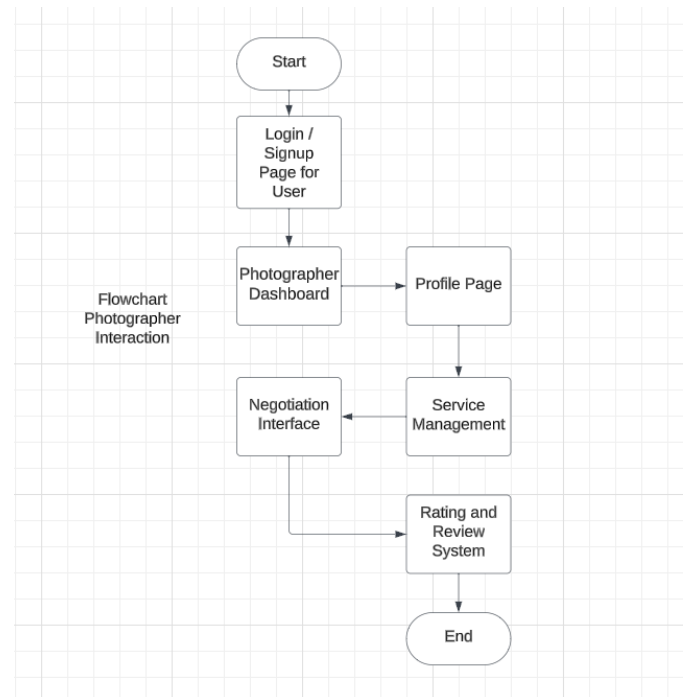 Start
Login /
Signup
Page for
User
Photographer
Dashboard
Profile Page
Flowchart
Photographer
Interaction
Negotiation
Interface
Service
Management
Rating and
Review
System
End